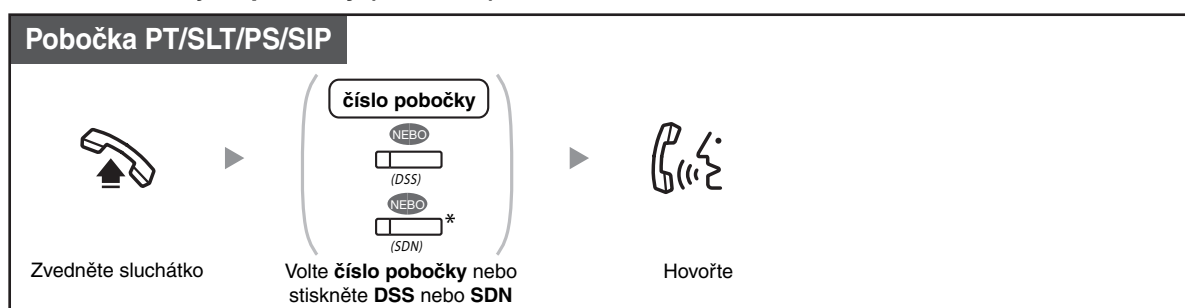 Pobočka PT/SLT/PS/SIP
číslo pobočky
NEBO
(DSS)
NEBO
*
(SDN)
Zvedněte sluchátko
Volte číslo pobočky nebo
stiskněte DSS nebo SDN
Hovořte